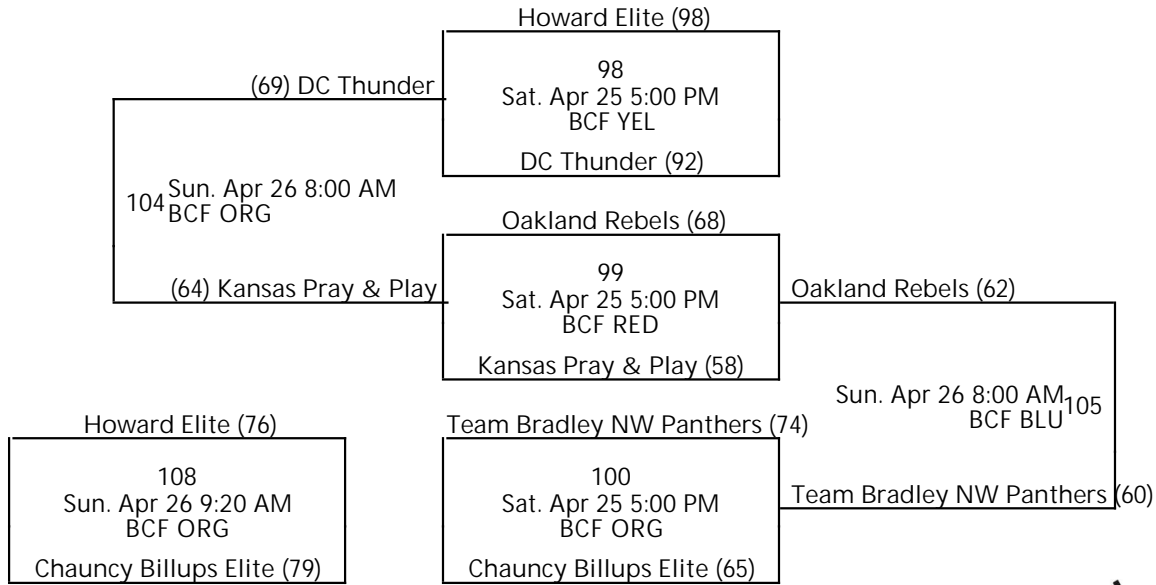 Howard Elite (98)
98
Sat. Apr 25 5:00 PM
BCF YEL
DC Thunder (92)
(69) DC Thunder
104
Sun. Apr 26 8:00 AM
BCF ORG
(64) Kansas Pray & Play
Oakland Rebels (68)
99
Sat. Apr 25 5:00 PM
BCF RED
Kansas Pray & Play (58)
Oakland Rebels (62)
Sun. Apr 26 8:00 AM
BCF BLU
105
Team Bradley NW Panthers (60)
Howard Elite (76)
108
Sun. Apr 26 9:20 AM
BCF ORG
Chauncy Billups Elite (79)
Team Bradley NW Panthers (74)
100
Sat. Apr 25 5:00 PM
BCF ORG
Chauncy Billups Elite (65)